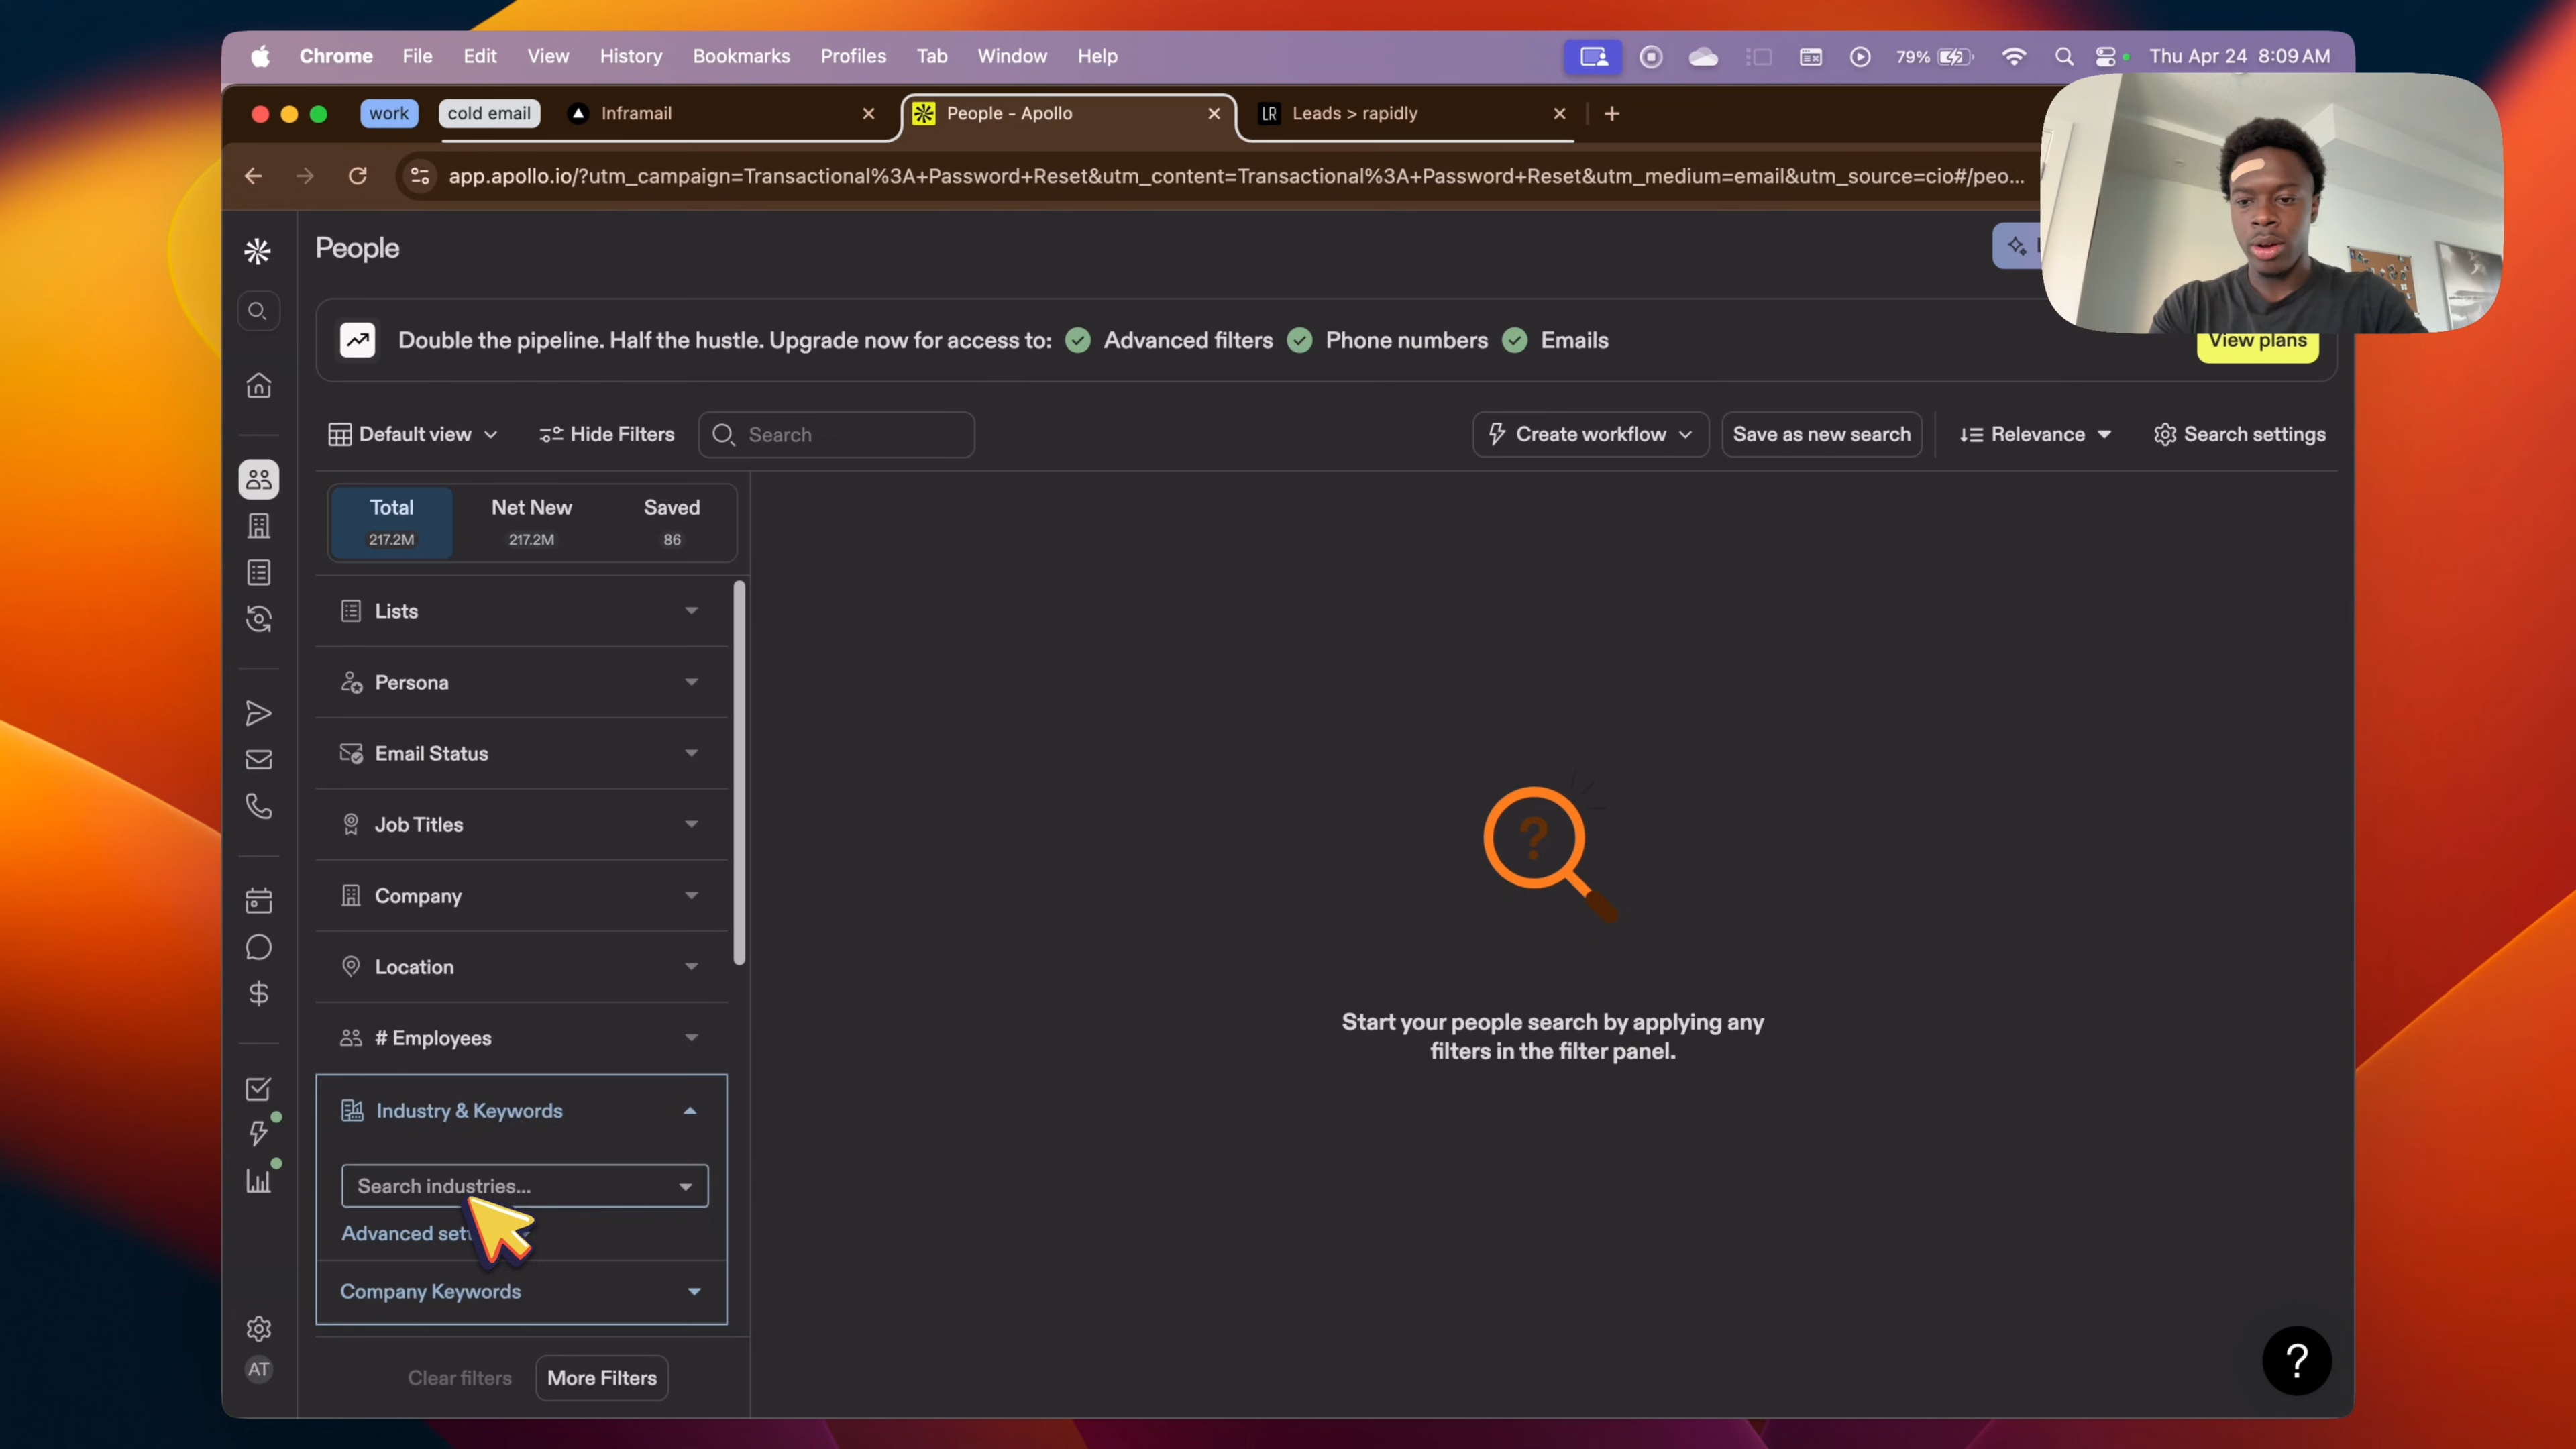 Chrome File Edit View History Bookmarks Profiles Tab Window Help 79% Thu Apr 24 8:09 AM
work cold email Inframail People - Apollo LR Leads > rapidly
app.apollo.io/?utm_campaign=Transactional%3A+Password+Reset&utm_content=Transactional%3A+Password+Reset&utm_medium=email&utm_source=cio#/peo...
People
Double the pipeline. Half the hustle. Upgrade now for access to: Advanced filters Phone numbers Emails
View plans
Default view Hide Filters Search Create workflow Save as new search Relevance Search settings
Total Net New Saved
217.2M 217.2M 86
Lists
Persona
Email Status
Job Titles
Company
Location
# Employees
Start your people search by applying any
filters in the filter panel.
Industry & Keywords
Search industries...
Advanced
Company Keywords
Clear filters More Filters
AT
?